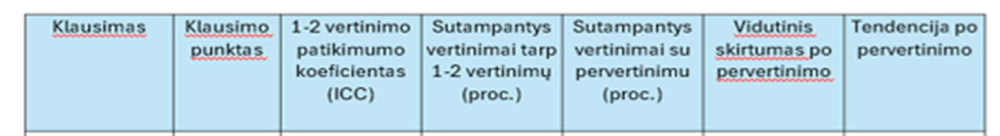 Klausimas
Klausimo
punktas
1-2 vertinimo
patikimumo
koeficientas
(ICC)
Sutampantys
vertinimai tarp
1-2 vertinimų
(proc.)
Sutampantys
vertinimai su
pervertinimu
(proc.)
Vidutinis
skirtumas po
pervertinimo
Tendencija po
pervertinimo